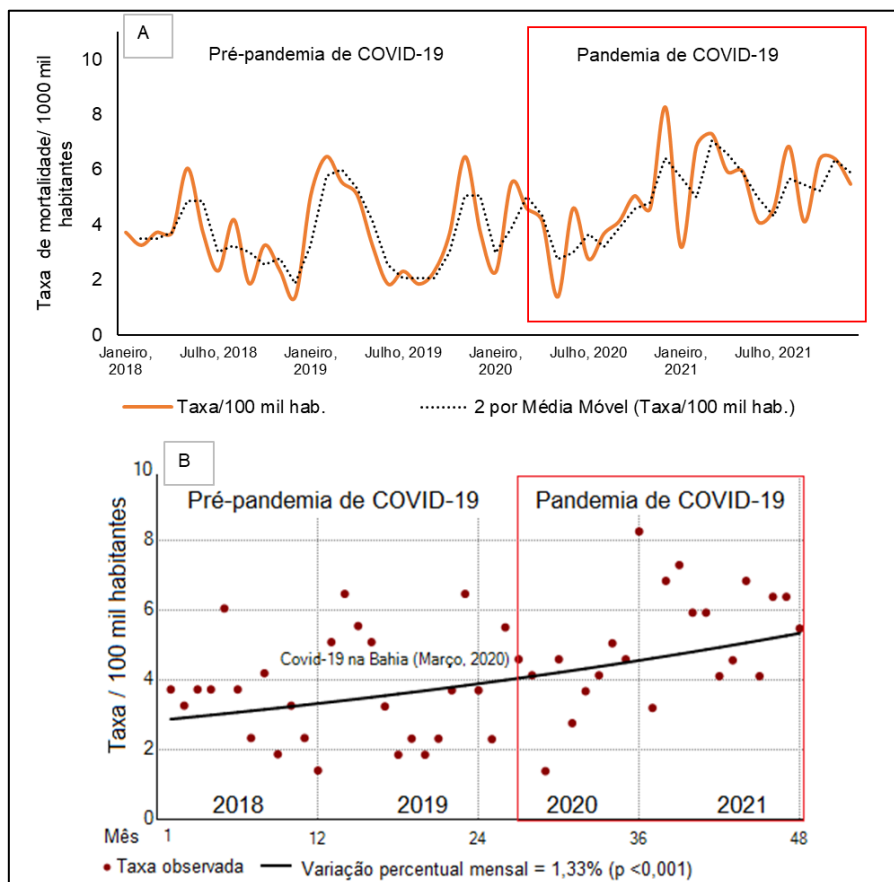 A
Pré-pandemia de COVID-19
Pandemia de COVID-19
Taxa de mortalidade/ 1000 mil
habitantes
10
8
6
4
2
0
Janeiro,
2018
Julho, 2018
Janeiro,
2019
Julho, 2019
Janeiro,
2020
Julho, 2020
Janeiro,
2021
Julho, 2021
Taxa/100 mil hab.
2 por Média Móvel (Taxa/100 mil hab.)
B
Pré-pandemia de COVID-19
Pandemia de COVID-19
Taxa / 100 mil habitantes
10
8
6
4
2
0
Covid-19 na Bahia (Março, 2020)
2018
2019
2020
2021
Mês
1
12
24
36
48
Taxa observada
Variação percentual mensal = 1,33% (p <0,001)